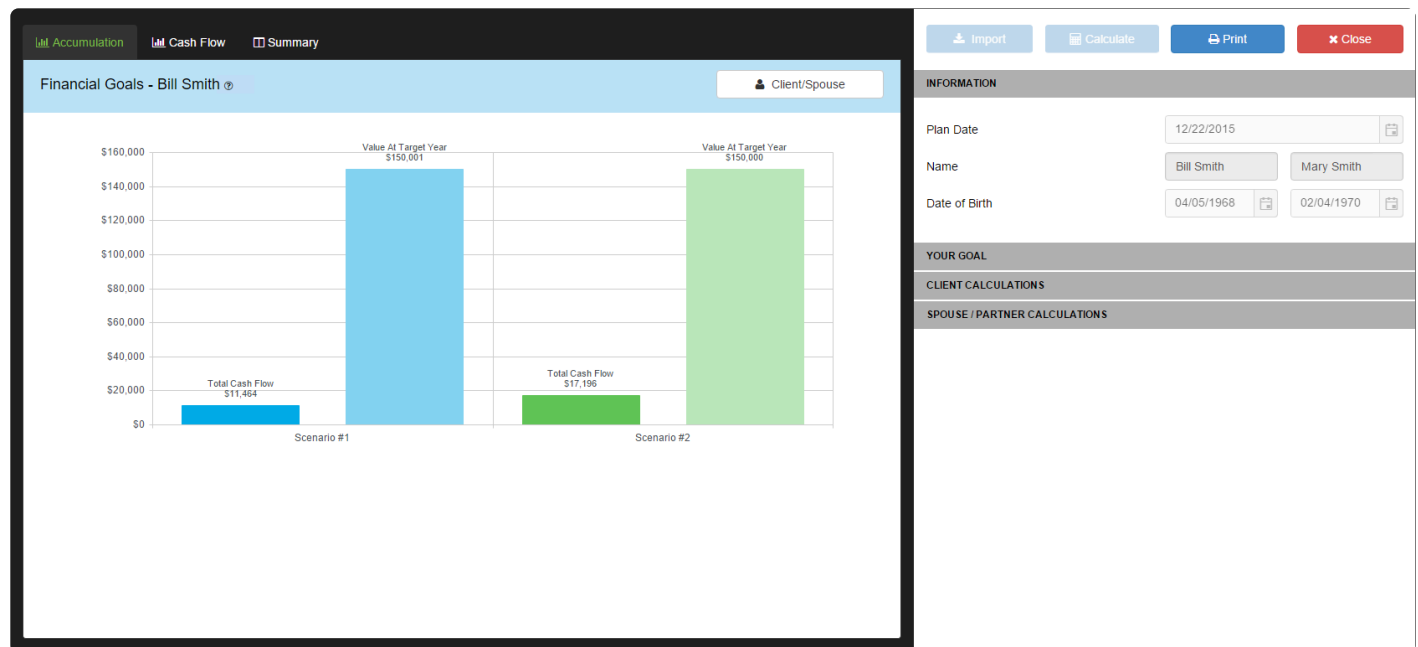 Accumulation Cash Flow Summary
Import Calculate Print Close
Financial Goals - Bill Smith
Client/Spouse
Value At Target Year
$150,001
Value At Target Year
$150,000
$160,000
$140,000
$120,000
$100,000
$80,000
$60,000
$40,000
$20,000
$0
Total Cash Flow
$11,464
Total Cash Flow
$17,196
Scenario #1
Scenario #2
INFORMATION
Plan Date 12/22/2015
Name Bill Smith Mary Smith
Date of Birth 04/05/1968 02/04/1970
YOUR GOAL
CLIENT CALCULATIONS
SPOUSE / PARTNER CALCULATIONS